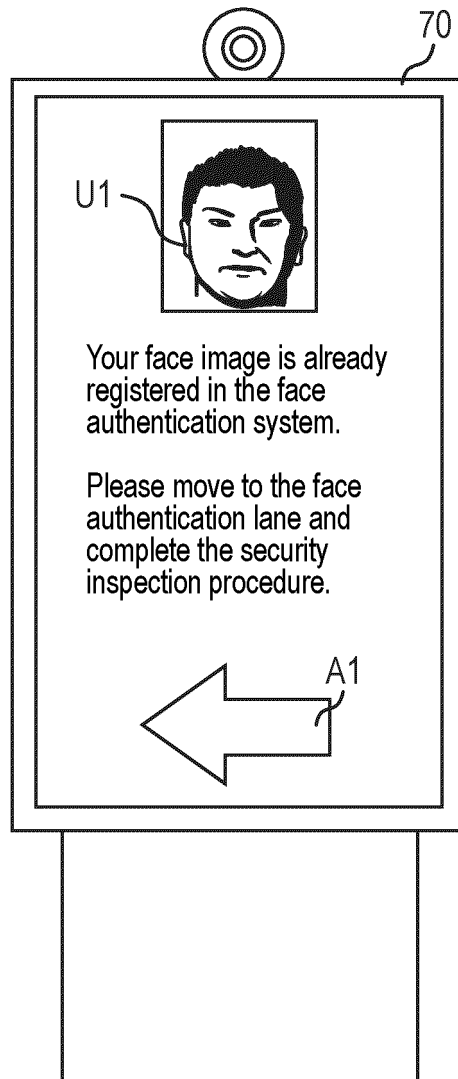 70
U1
Your face image is already
registered in the face
authentication system.
Please move to the face
authentication lane and
complete the security
inspection procedure.
A1